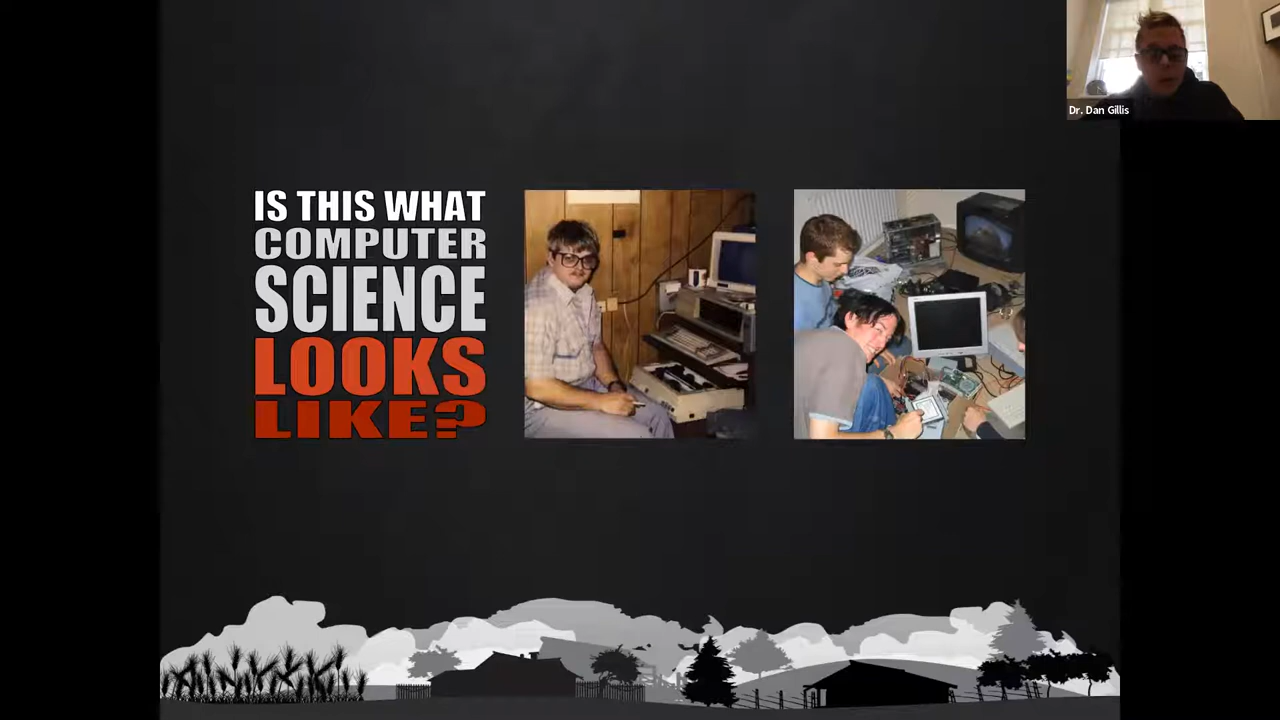 IS THIS WHAT
COMPUTER
SCIENCE
LOOKS
LIKE?
Dr. Dan Gillis